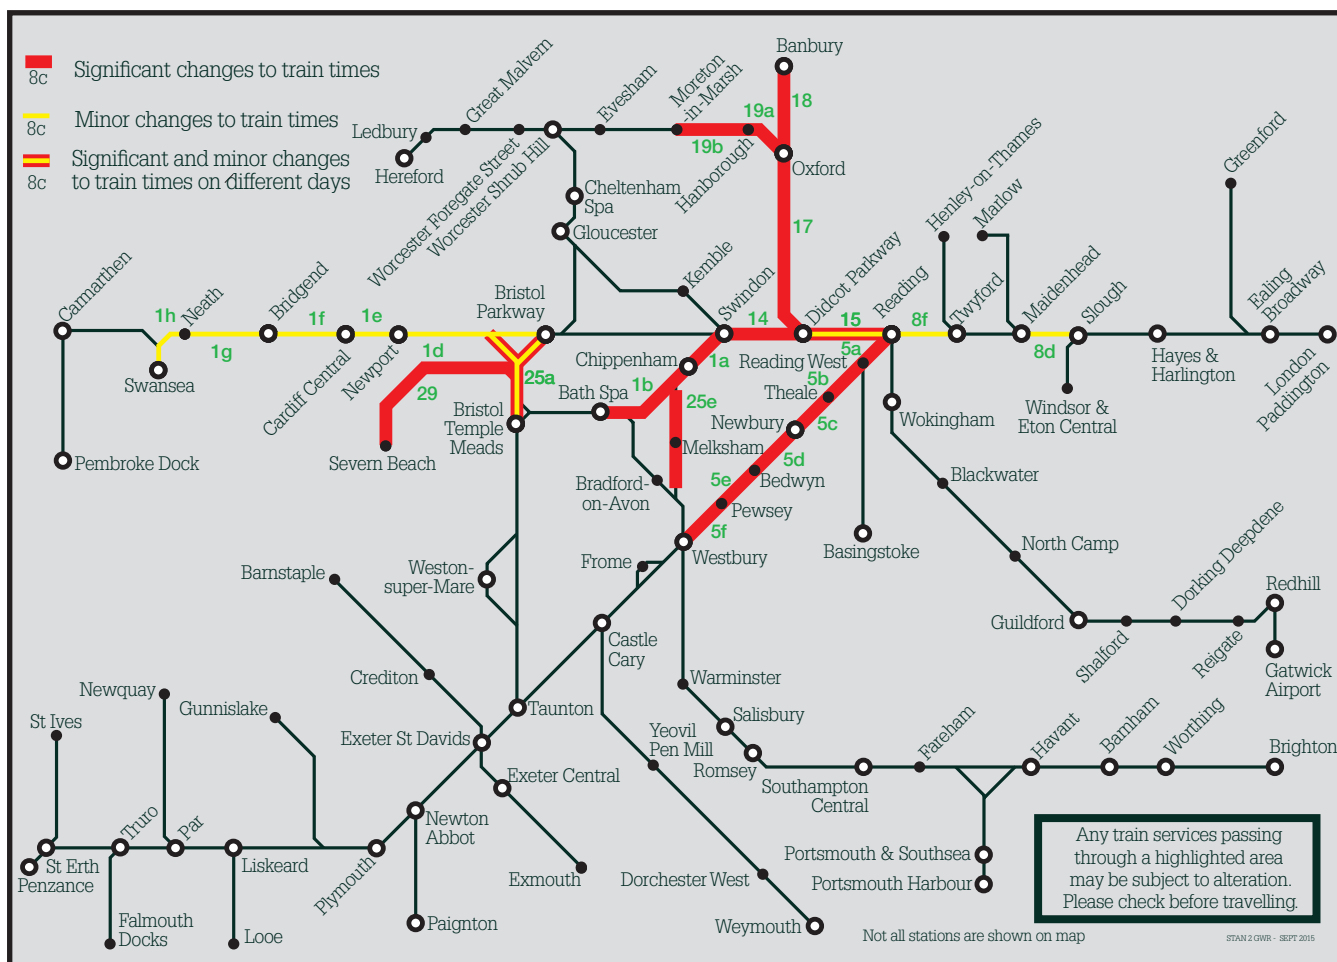 8c
Significant changes to train times
8c
Minor changes to train times
8c
Significant and minor changes
to train times on different days
Banbury
18
Moreton
-in-Marsh
19a
19b
Hanborough
Oxford
17
Evesham
Great Malvern
Ledbury
Hereford
Worcester Foregate Street
Worcester Shrub Hill
Cheltenham
Spa
Gloucester
Kemble
Swindon
14
Didcot Parkway
15
Reading
8f
Twyford
Henley-on-Thames
Marlow
Maidenhead
8d
Slough
Windsor &
Eton Central
Hayes &
Harlington
Greenford
Ealing
Broadway
London
Paddington
Carmarthen
Pembroke Dock
1h
Swansea
Neath
1g
Bridgend
1f
Cardiff Central
1e
Newport
1d
Bristol
Parkway
25a
29
Severn Beach
Bristol
Temple
Meads
Bath Spa
1b
Chippenham
1a
25e
Melksham
Bradford-
on-Avon
Reading West
5a
5b
Theale
5c
Newbury
5d
Bedwyn
5e
Pewsey
5f
Westbury
Basingstoke
Wokingham
Blackwater
North Camp
Guildford
Shalford
Dorking Deepdene
Reigate
Redhill
Gatwick
Airport
Frome
Weston-
super-Mare
Castle
Cary
Taunton
Barnstaple
Crediton
Exeter St Davids
Exeter Central
Exmouth
Newton
Abbot
Paignton
Plymouth
Gunnislake
Liskeard
Looe
Newquay
Par
Truro
Falmouth
Docks
St Ives
St Erth
Penzance
Warminster
Salisbury
Romsey
Yeovil
Pen Mill
Dorchester West
Weymouth
Southampton
Central
Fareham
Havant
Barnham
Worthing
Brighton
Portsmouth & Southsea
Portsmouth Harbour
Any train services passing
through a highlighted area
may be subject to alteration.
Please check before travelling.
Not all stations are shown on map
STAN 2 GWR - SEPT 2015